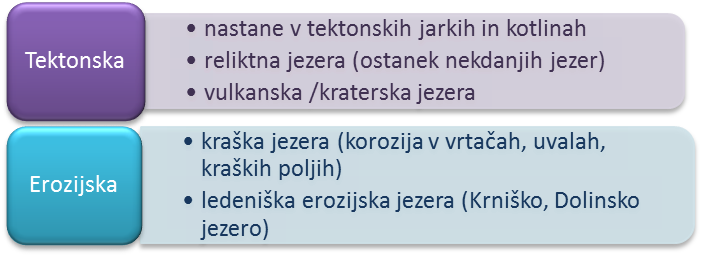 Tektonska
• nastane v tektonskih jarkih in kotlinah
• reliktna jezera (ostanek nekdanjih jezer)
• vulkanska /kraterska jezera
Erozijska
• kraška jezera (korozija v vrtačah, uvalah,
kraških poljih)
• ledeniška erozijska jezera (Krniško, Dolinsko
jezero)